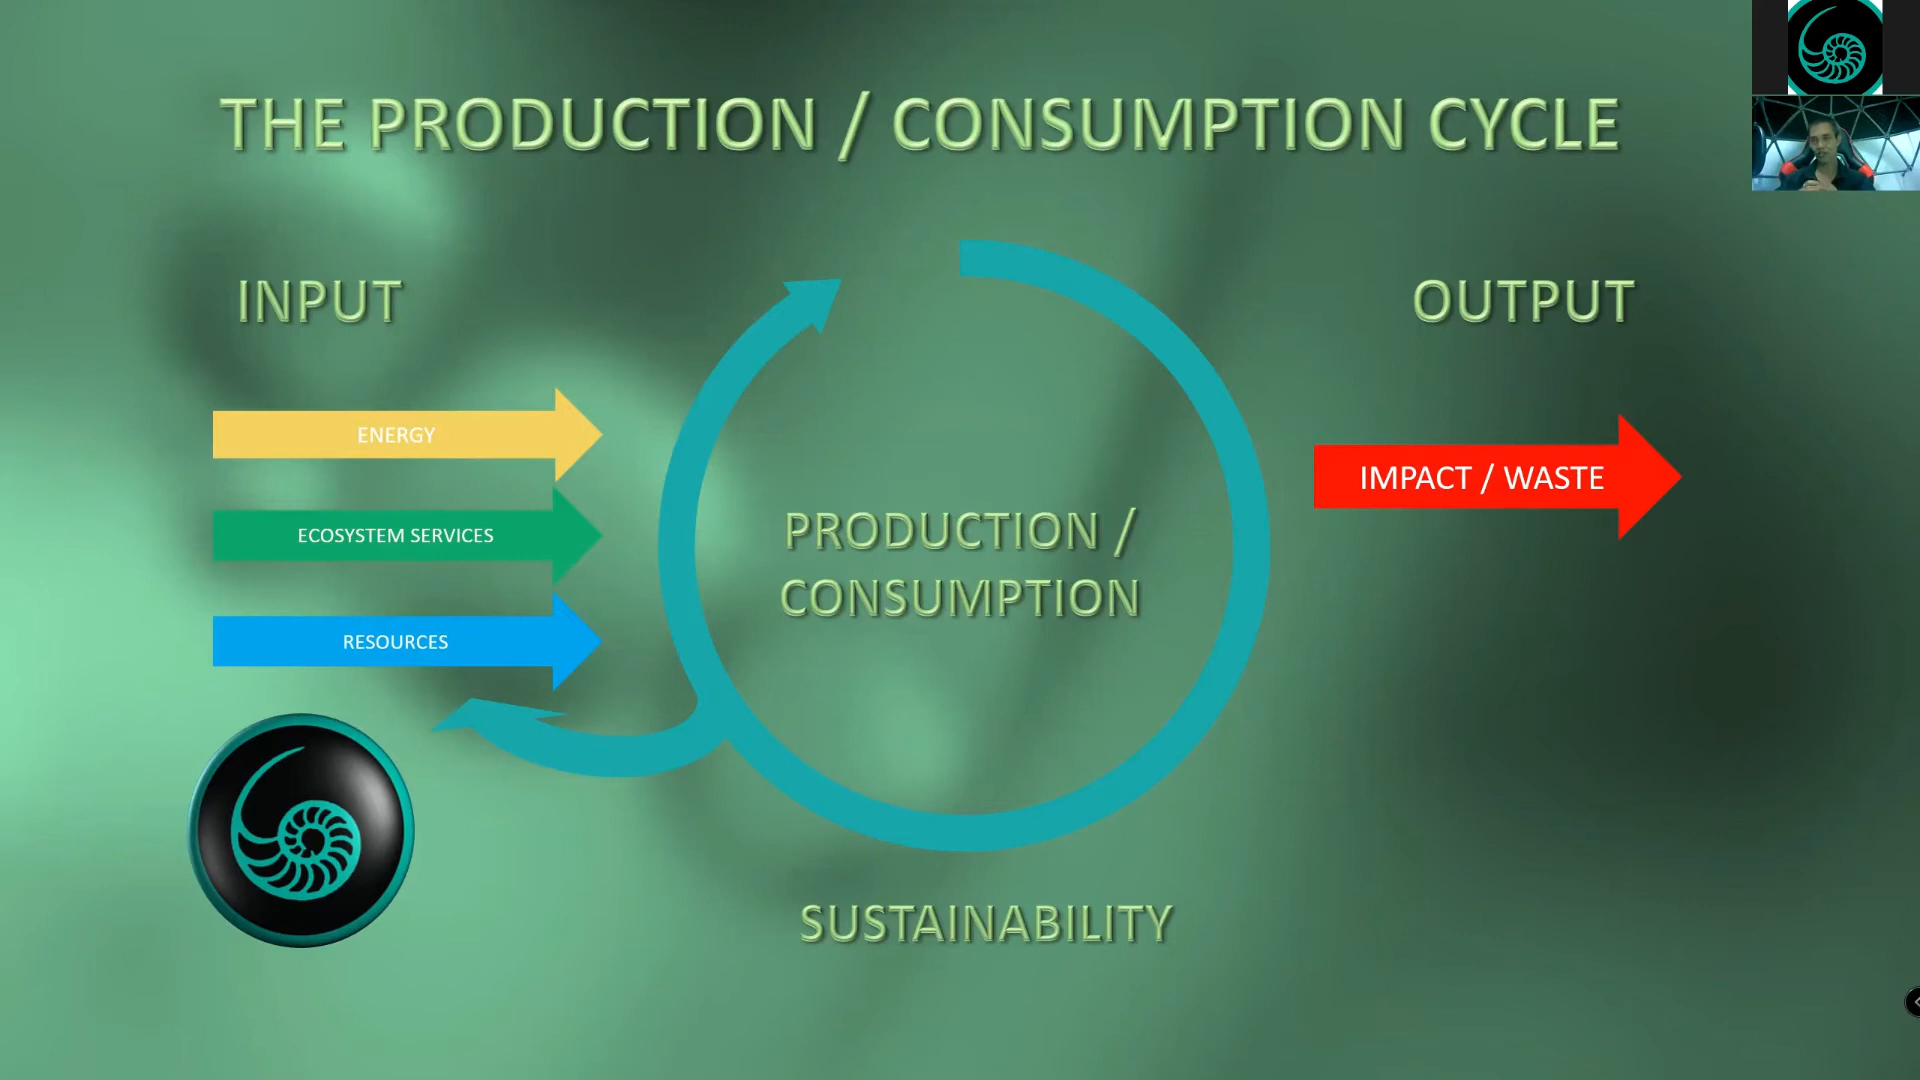 THE PRODUCTION / CONSUMPTION CYCLE
INPUT
OUTPUT
ENERGY
ECOSYSTEM SERVICES
RESOURCES
PRODUCTION /
CONSUMPTION
IMPACT / WASTE
SUSTAINABILITY